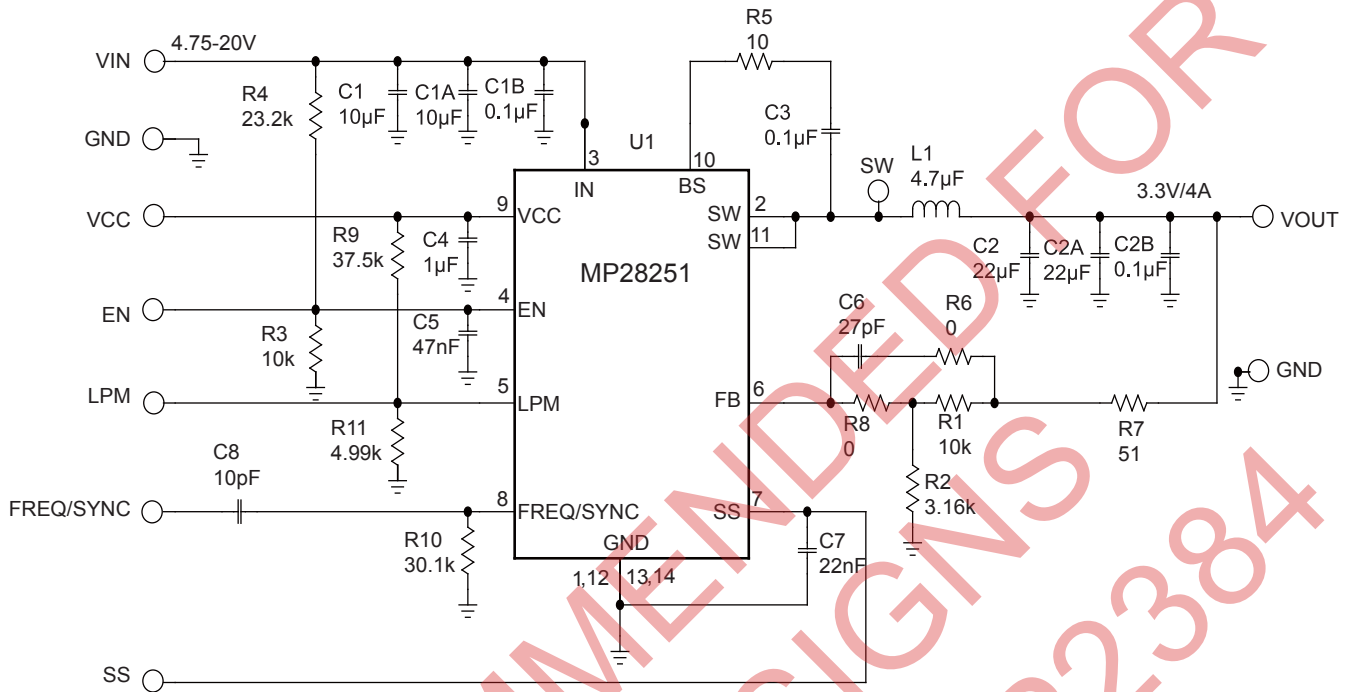 VIN
4.75-20V
R4
23.2k
C1
10µF
C1A
10µF
C1B
0.1µF
R5
10
C3
0.1µF
GND
U1
3
IN
10
BS
SW
L1
4.7µF
3.3V/4A
VOUT
VCC
9
VCC
SW
2
SW
11
R9
37.5k
C4
1µF
MP28251
C2
22µF
C2A
22µF
C2B
0.1µF
EN
4
EN
R3
10k
C5
47nF
C6
27pF
R6
0
GND
LPM
5
LPM
FB
6
R8
0
R1
10k
R7
51
R11
4.99k
R2
3.16k
C8
10pF
FREQ/SYNC
8
FREQ/SYNC
SS
7
R10
30.1k
GND
1,12
13,14
C7
22nF
SS
MMENDED FOR
SIGNS
2384